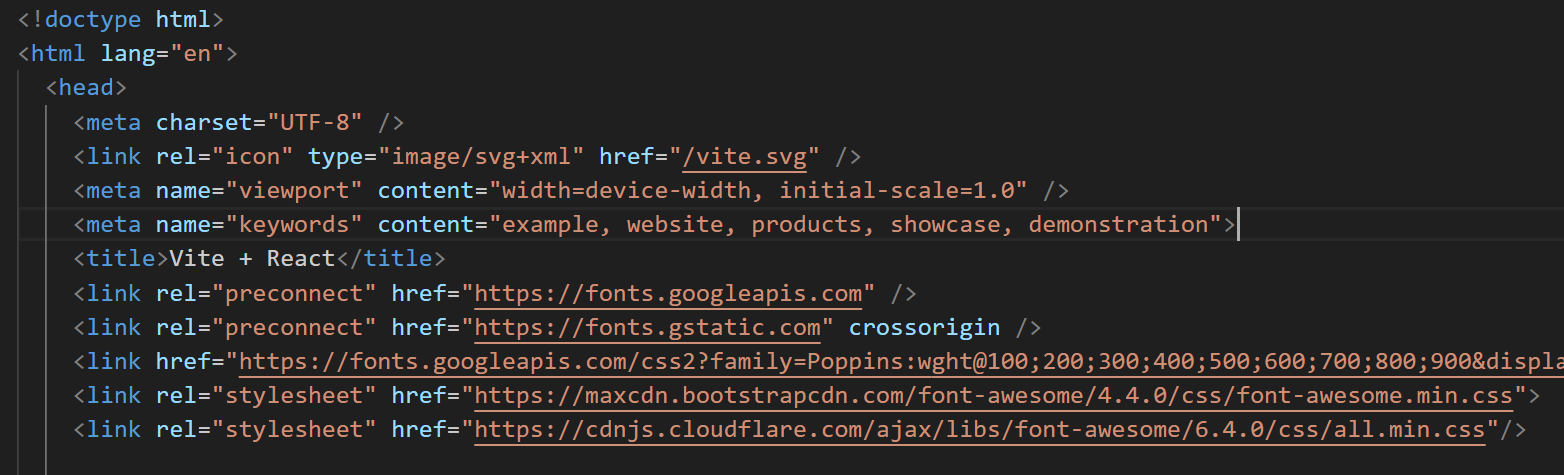 <!doctype html>
<html lang="en">
<head>
<meta charset="UTF-8" />
<link rel="icon" type="image/svg+xml" href="/vite.svg" />
<meta name="viewport" content="width=device-width, initial-scale=1.0" />
<meta name="keywords" content="example, website, products, showcase, demonstration">
<title>Vite + React</title>
<link rel="preconnect" href="https://fonts.googleapis.com" />
<link rel="preconnect" href="https://fonts.gstatic.com" crossorigin />
<link href="https://fonts.googleapis.com/css2?family=Poppins:wght@100;200;300;400;500;600;700;800;900&displa
<link rel="stylesheet" href="https://maxcdn.bootstrapcdn.com/font-awesome/4.4.0/css/font-awesome.min.css">
<link rel="stylesheet" href="https://cdnjs.cloudflare.com/ajax/libs/font-awesome/6.4.0/css/all.min.css"/>